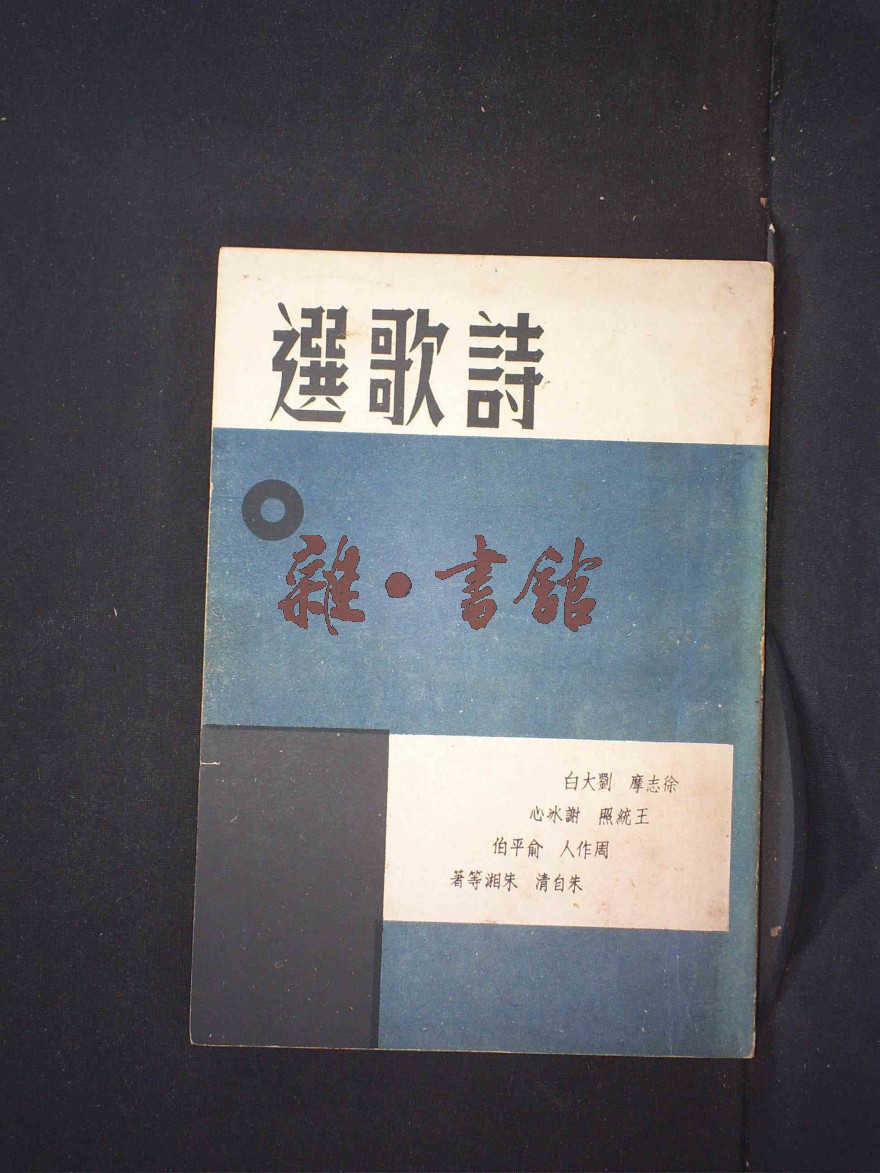 詩歌選
雜·書館
徐志摩 劉大白
王統照 謝冰心
周作人 俞平伯
朱自清 朱湘等著